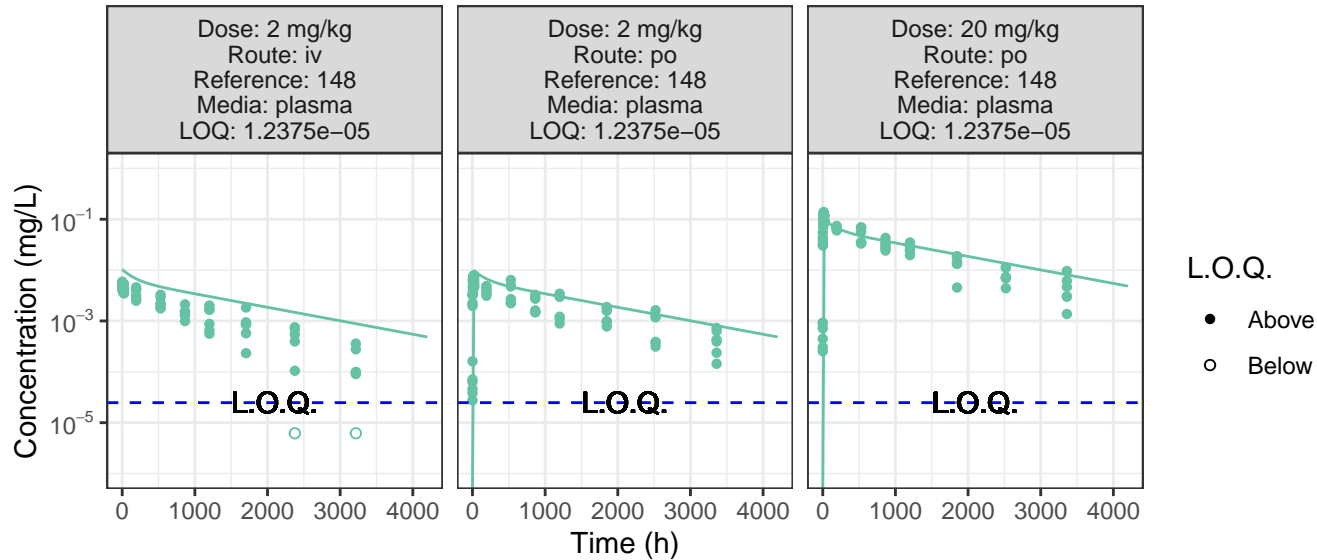 Dose: 2 mg/kg
Route: iv
Reference: 148
Media: plasma
LOQ: 1.2375e−05
Dose: 2 mg/kg
Route: po
Reference: 148
Media: plasma
LOQ: 1.2375e−05
Dose: 20 mg/kg
Route: po
Reference: 148
Media: plasma
LOQ: 1.2375e−05
Concentration (mg/L)
10⁻¹
10⁻³
10⁻⁵
L.O.Q.
L.O.Q.
L.O.Q.
0 1000 2000 3000 4000
0 1000 2000 3000 4000
0 1000 2000 3000 4000
Time (h)
L.O.Q.
Above
Below